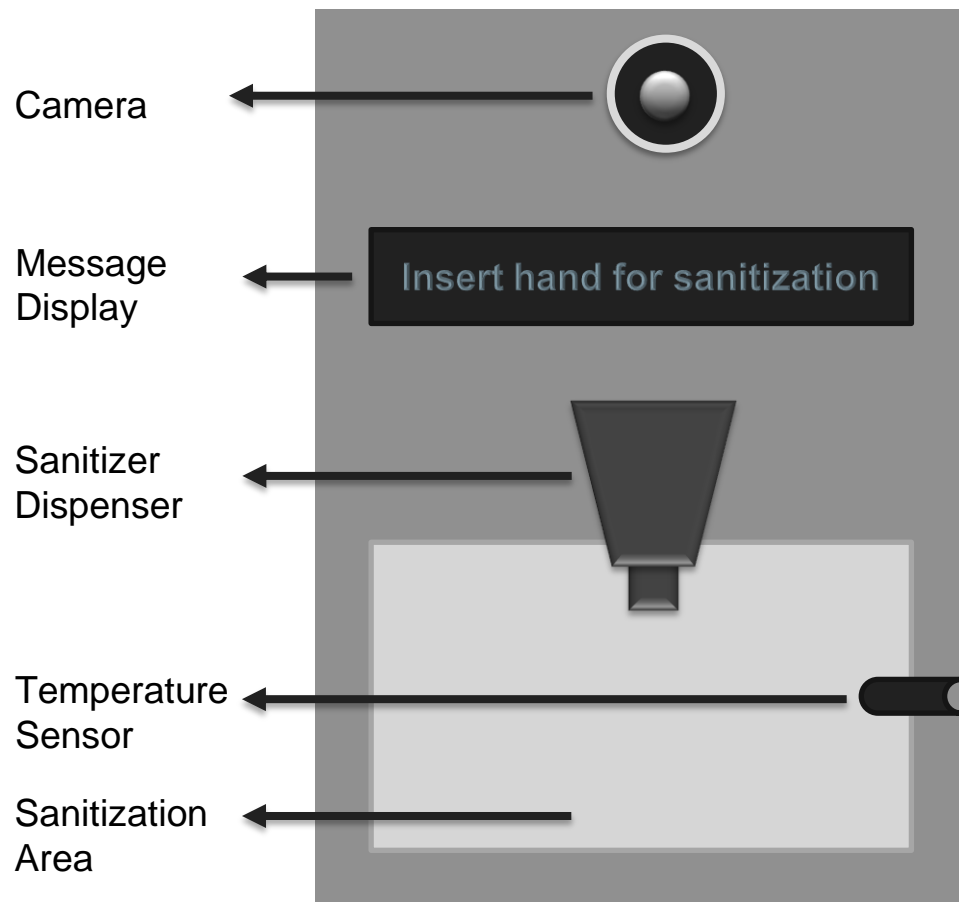 Camera
Message
Display
Insert hand for sanitization
Sanitizer
Dispenser
Temperature
Sensor
Sanitization
Area